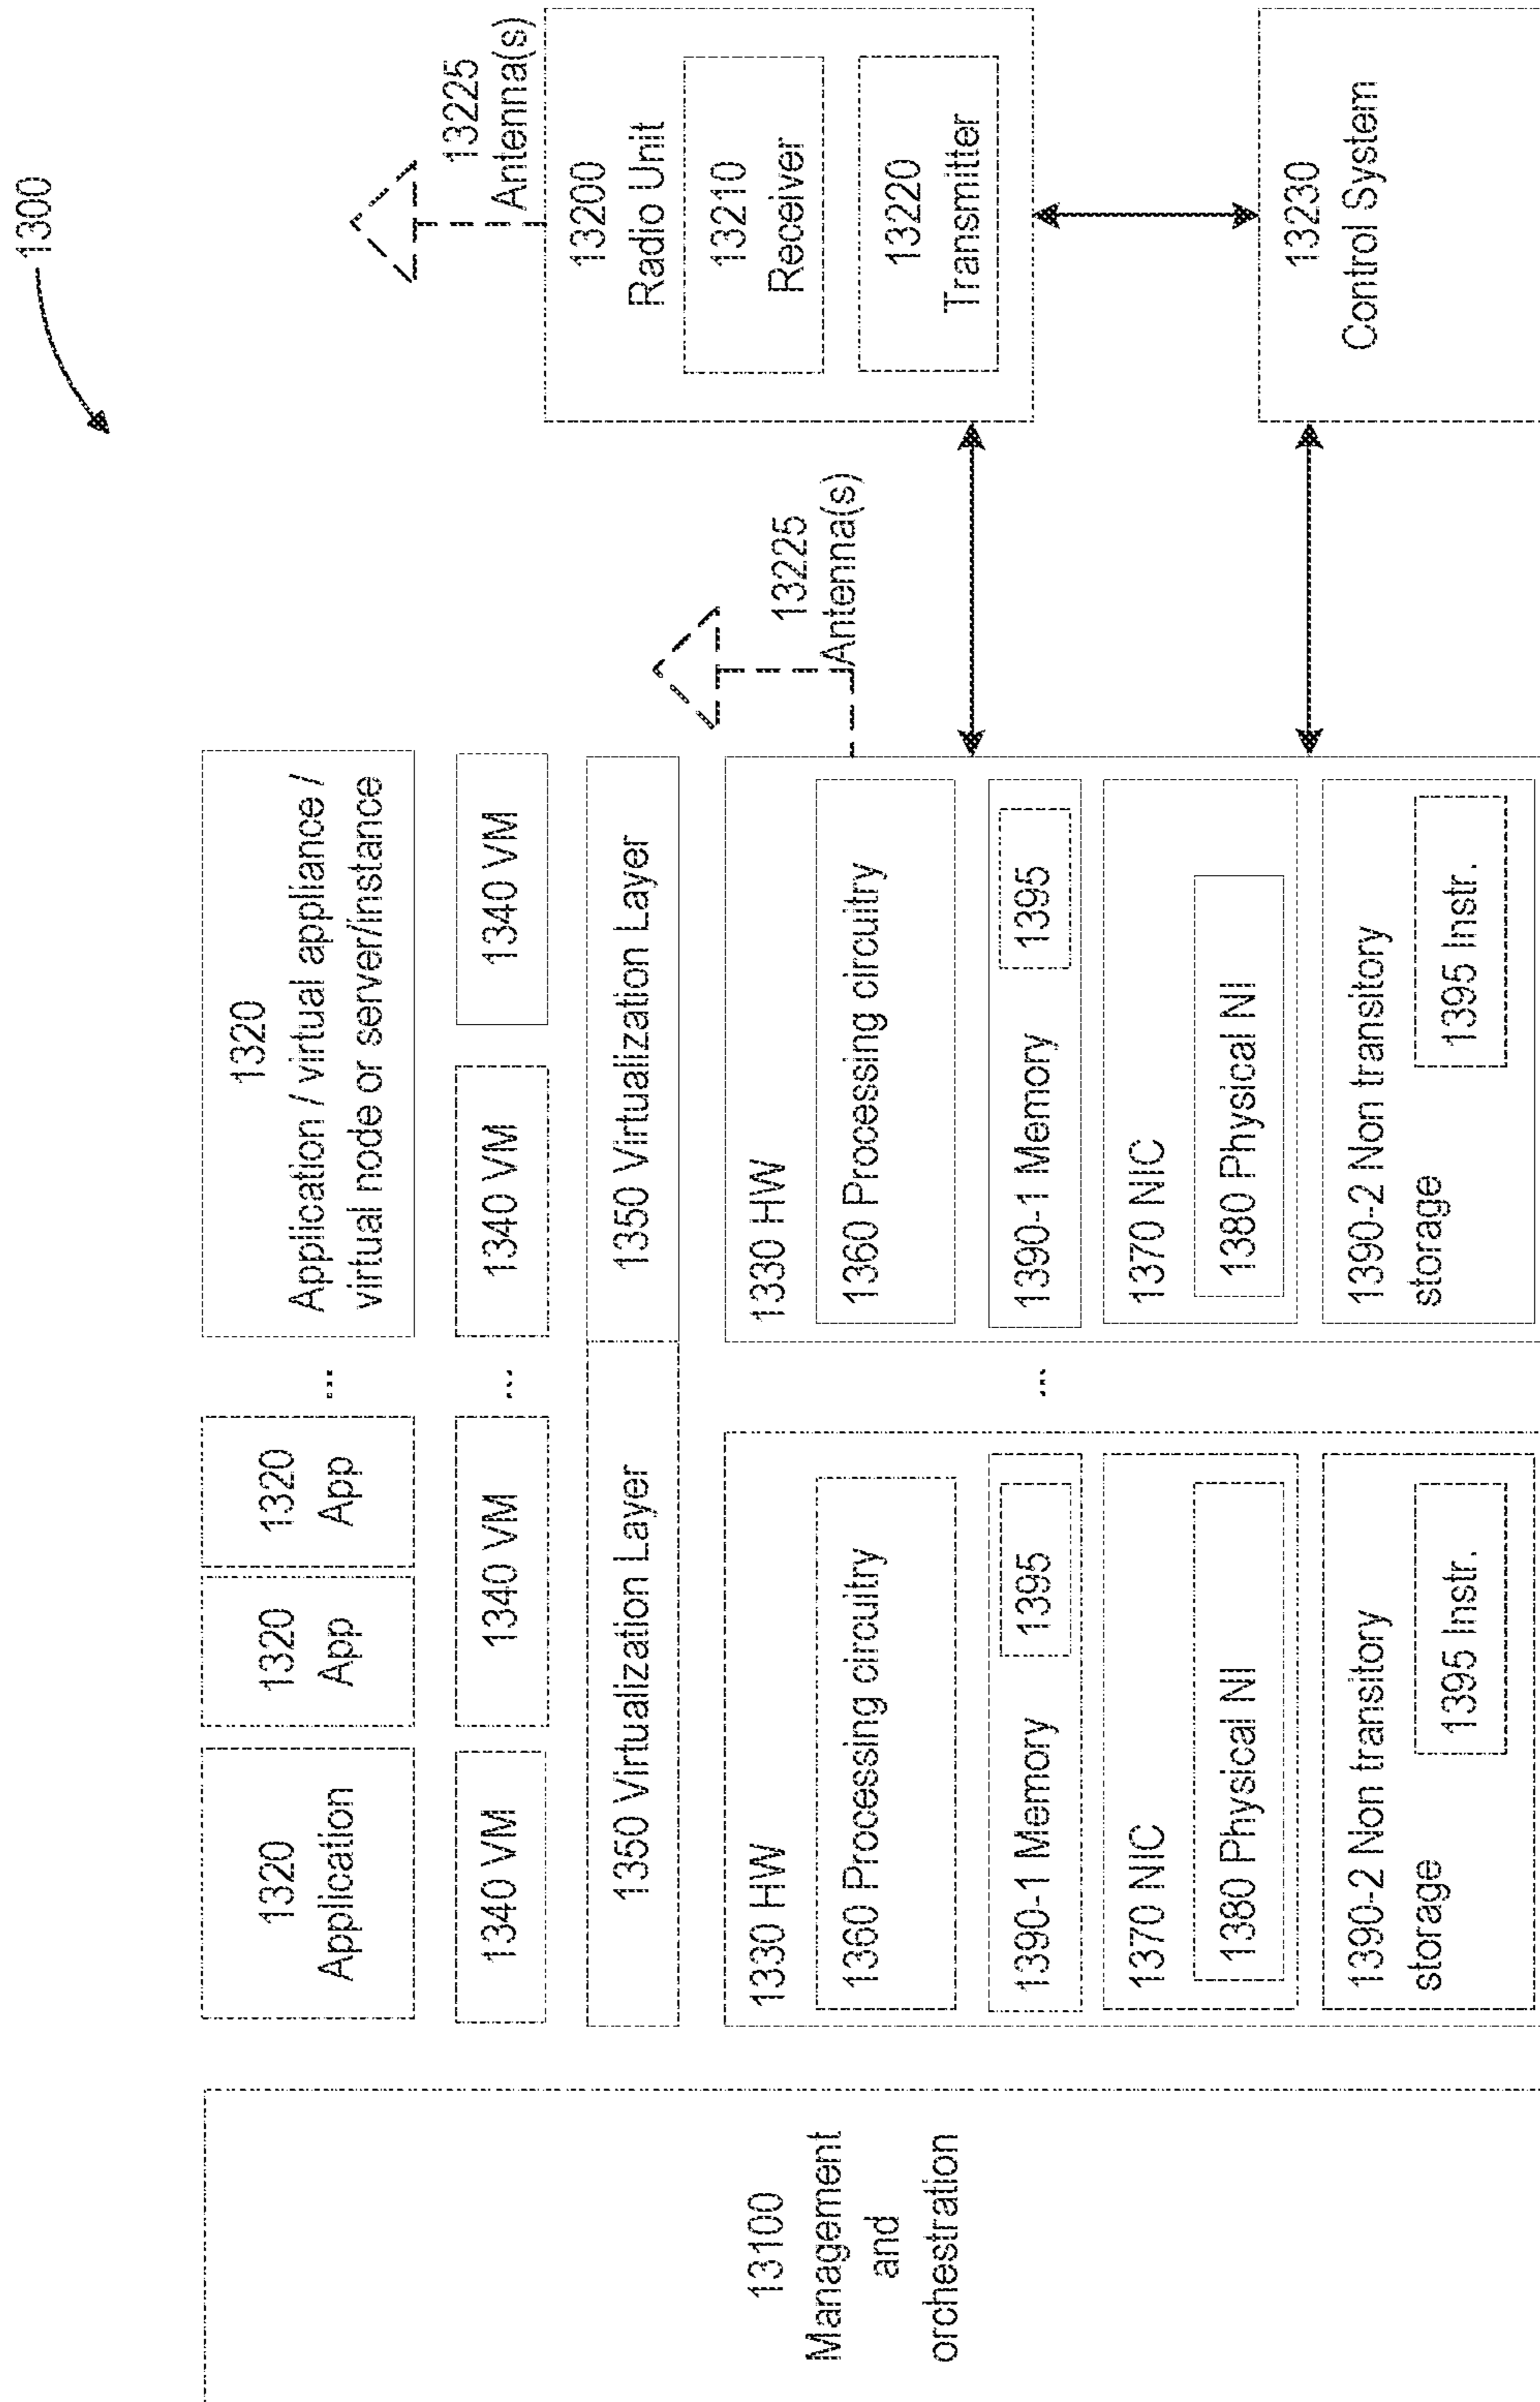 1300
13100
Management
and
orchestration
1320
Application
1320
App
1320
App
...
1320
Application / virtual appliance /
virtual node or server/instance
1340 VM
1340 VM
...
1340 VM
1340 VM
1350 Virtualization Layer
1350 Virtualization Layer
1330 HW
1360 Processing circuitry
1390-1 Memory
1395
1370 NIC
1380 Physical NI
1390-2 Non transitory
storage
1395 Instr.
...
1330 HW
1360 Processing circuitry
1390-1 Memory
1395
1370 NIC
1380 Physical NI
1390-2 Non transitory
storage
1395 Instr.
13225
Antenna(s)
13225
Antenna(s)
13200
Radio Unit
13210
Receiver
13220
Transmitter
13230
Control System